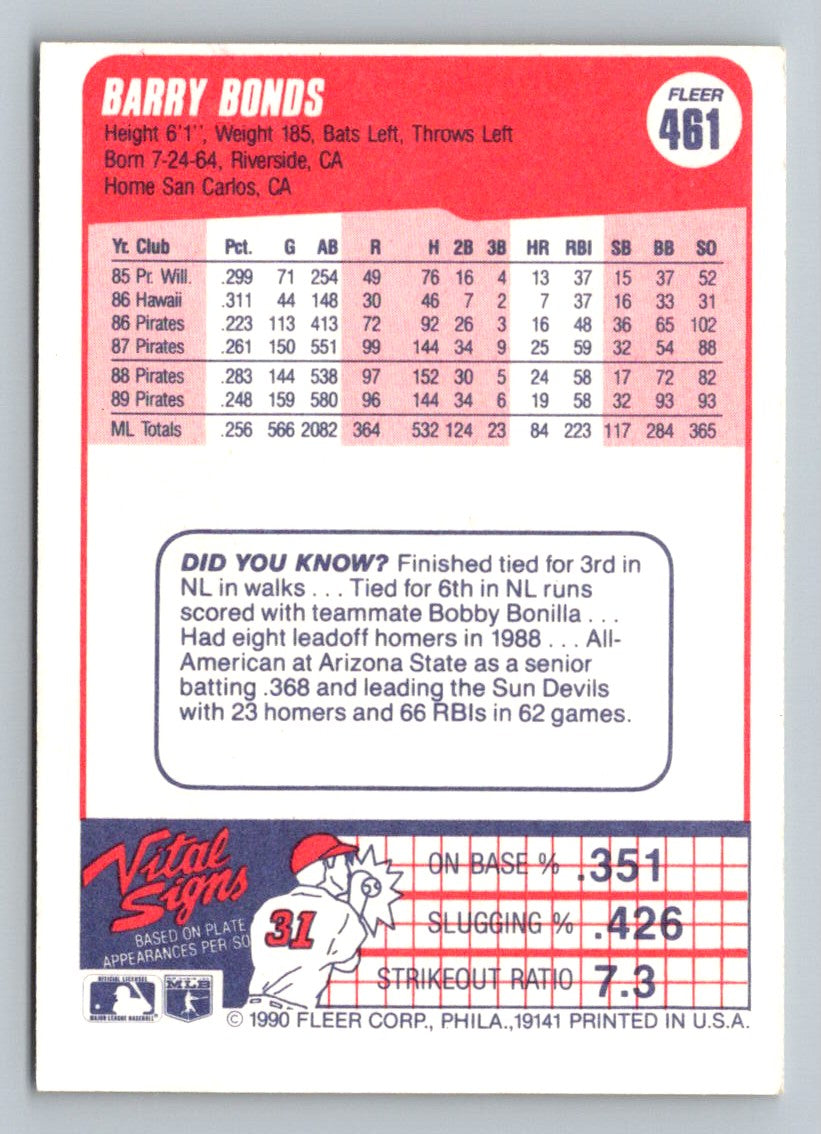 BARRY BONDS
FLEER
461
Height 6'1", Weight 185, Bats Left, Throws Left
Born 7-24-64, Riverside, CA
Home San Carlos, CA
Yr. Club Pct. G AB R H 2B 3B HR RBI SB BB SO
85 Pr. Will. .299 71 254 49 76 16 4 13 37 15 37 52
86 Hawaii .311 44 148 30 46 7 2 7 37 16 33 31
86 Pirates .223 113 413 72 92 26 3 16 48 36 65 102
87 Pirates .261 150 551 99 144 34 9 25 59 32 54 88
88 Pirates .283 144 538 97 152 30 5 24 58 17 72 82
89 Pirates .248 159 580 96 144 34 6 19 58 32 93 93
ML Totals .256 566 2082 364 532 124 23 84 223 117 284 365
DID YOU KNOW? Finished tied for 3rd in
NL in walks . . . Tied for 6th in NL runs
scored with teammate Bobby Bonilla . . .
Had eight leadoff homers in 1988 . . . All-
American at Arizona State as a senior
batting .368 and leading the Sun Devils
with 23 homers and 66 RBIs in 62 games.
Vital
Signs
BASED ON PLATE
APPEARANCES PER SO
31
ON BASE % .351
SLUGGING % .426
STRIKEOUT RATIO 7.3
OFFICIAL LICENSEE
MAJOR LEAGUE BASEBALL
MLB
© 1990 FLEER CORP., PHILA.,19141 PRINTED IN U.S.A.